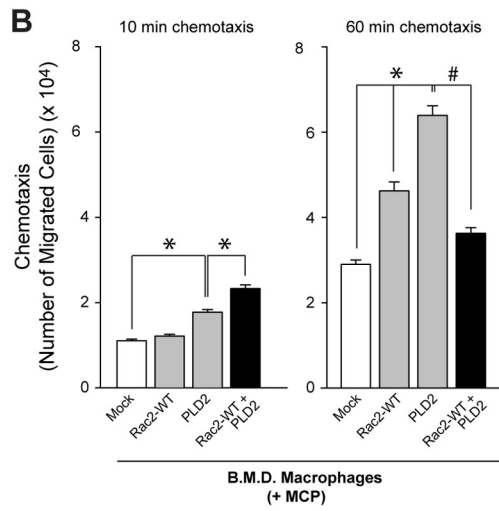 B
10 min chemotaxis
60 min chemotaxis
Chemotaxis
(Number of Migrated Cells) (x 10⁴)
8
6
4
2
0
*
*
Mock
Rac2-WT
PLD2
Rac2-WT +
PLD2
8
6
4
2
0
*
#
Mock
Rac2-WT
PLD2
Rac2-WT +
PLD2
B.M.D. Macrophages
(+ MCP)